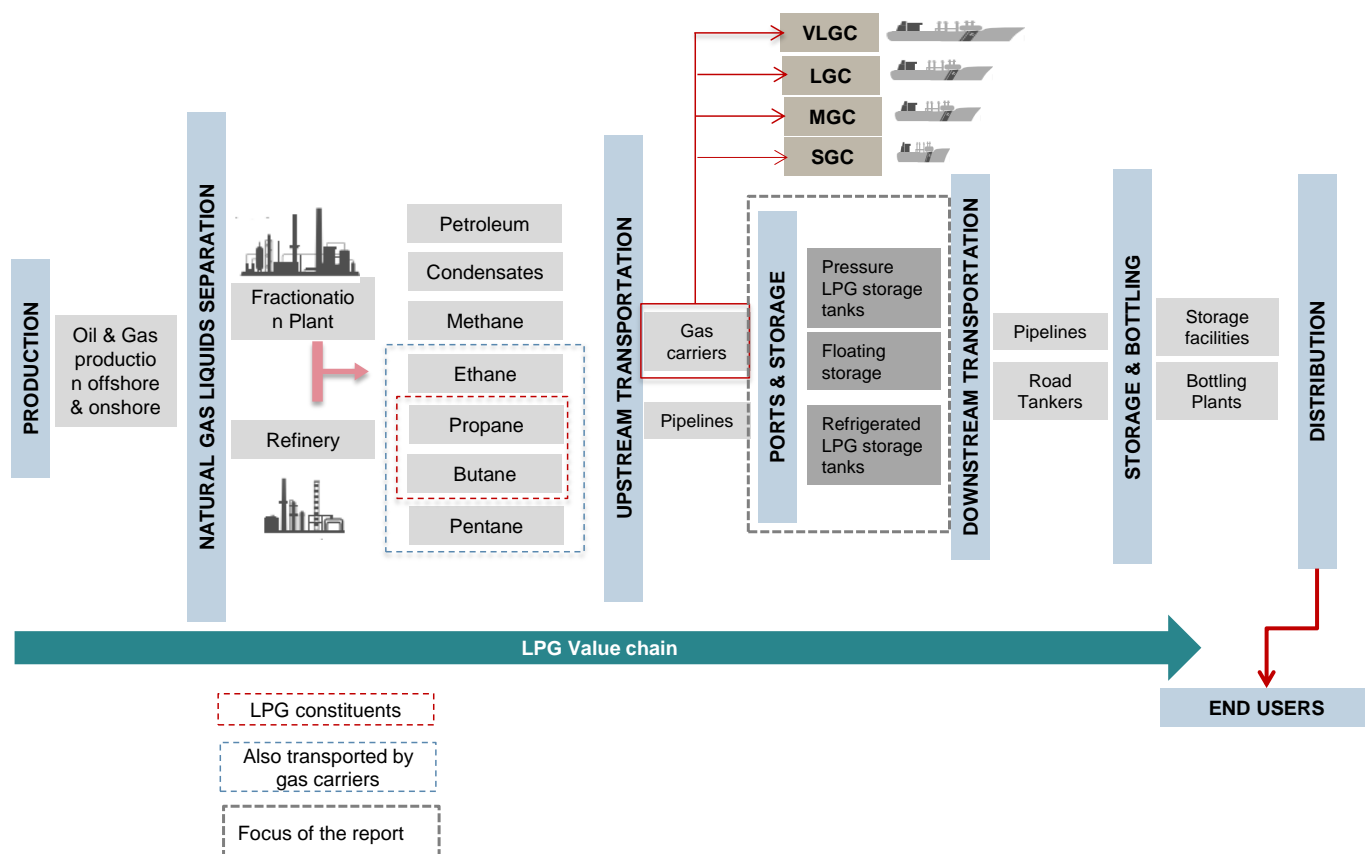 VLGC
LGC
MGC
SGC
PRODUCTION
Oil & Gas
productio
n offshore
& onshore
NATURAL GAS LIQUIDS SEPARATION
Fractionatio
n Plant
Refinery
Petroleum
Condensates
Methane
Ethane
Propane
Butane
Pentane
UPSTREAM TRANSPORTATION
Gas
carriers
Pipelines
PORTS & STORAGE
Pressure
LPG storage
tanks
Floating
storage
Refrigerated
LPG storage
tanks
DOWNSTREAM TRANSPORTATION
Pipelines
Road
Tankers
STORAGE & BOTTLING
Storage
facilities
Bottling
Plants
DISTRIBUTION
LPG Value chain
END USERS
LPG constituents
Also transported by
gas carriers
Focus of the report